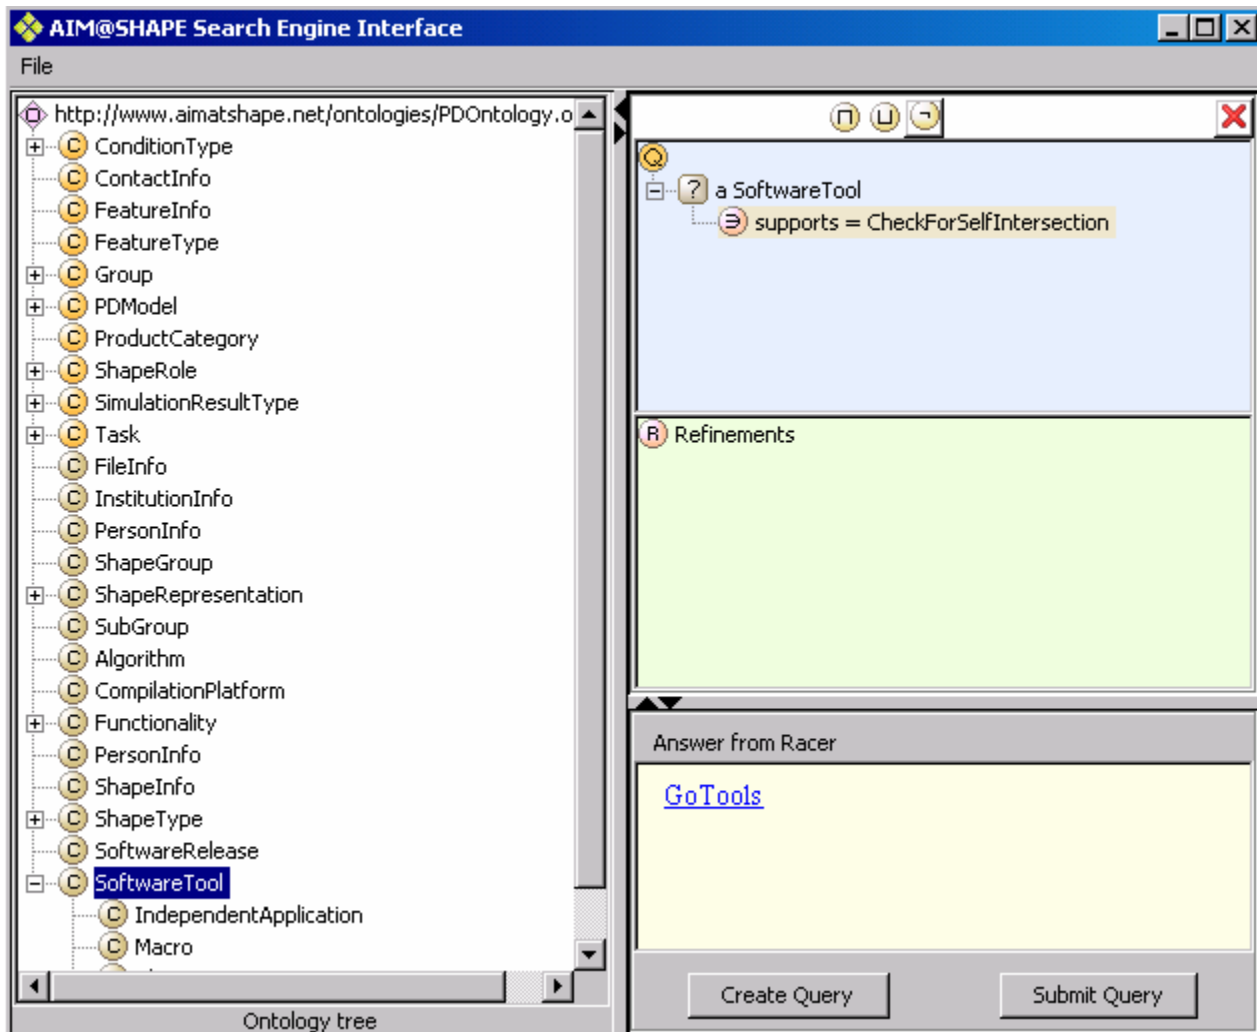 AIM@SHAPE Search Engine Interface
File
http://www.aimatshape.net/ontologies/PDOntology.o
C ConditionType
C ContactInfo
C FeatureInfo
C FeatureType
C Group
C PDModel
C ProductCategory
C ShapeRole
C SimulationResultType
C Task
C FileInfo
C InstitutionInfo
C PersonInfo
C ShapeGroup
C ShapeRepresentation
C SubGroup
C Algorithm
C CompilationPlatform
C Functionality
C PersonInfo
C ShapeInfo
C ShapeType
C SoftwareRelease
C SoftwareTool
C IndependentApplication
C Macro
Ontology tree
Q
? a SoftwareTool
∋ supports = CheckForSelfIntersection
R Refinements
Answer from Racer
GoTools
Create Query
Submit Query